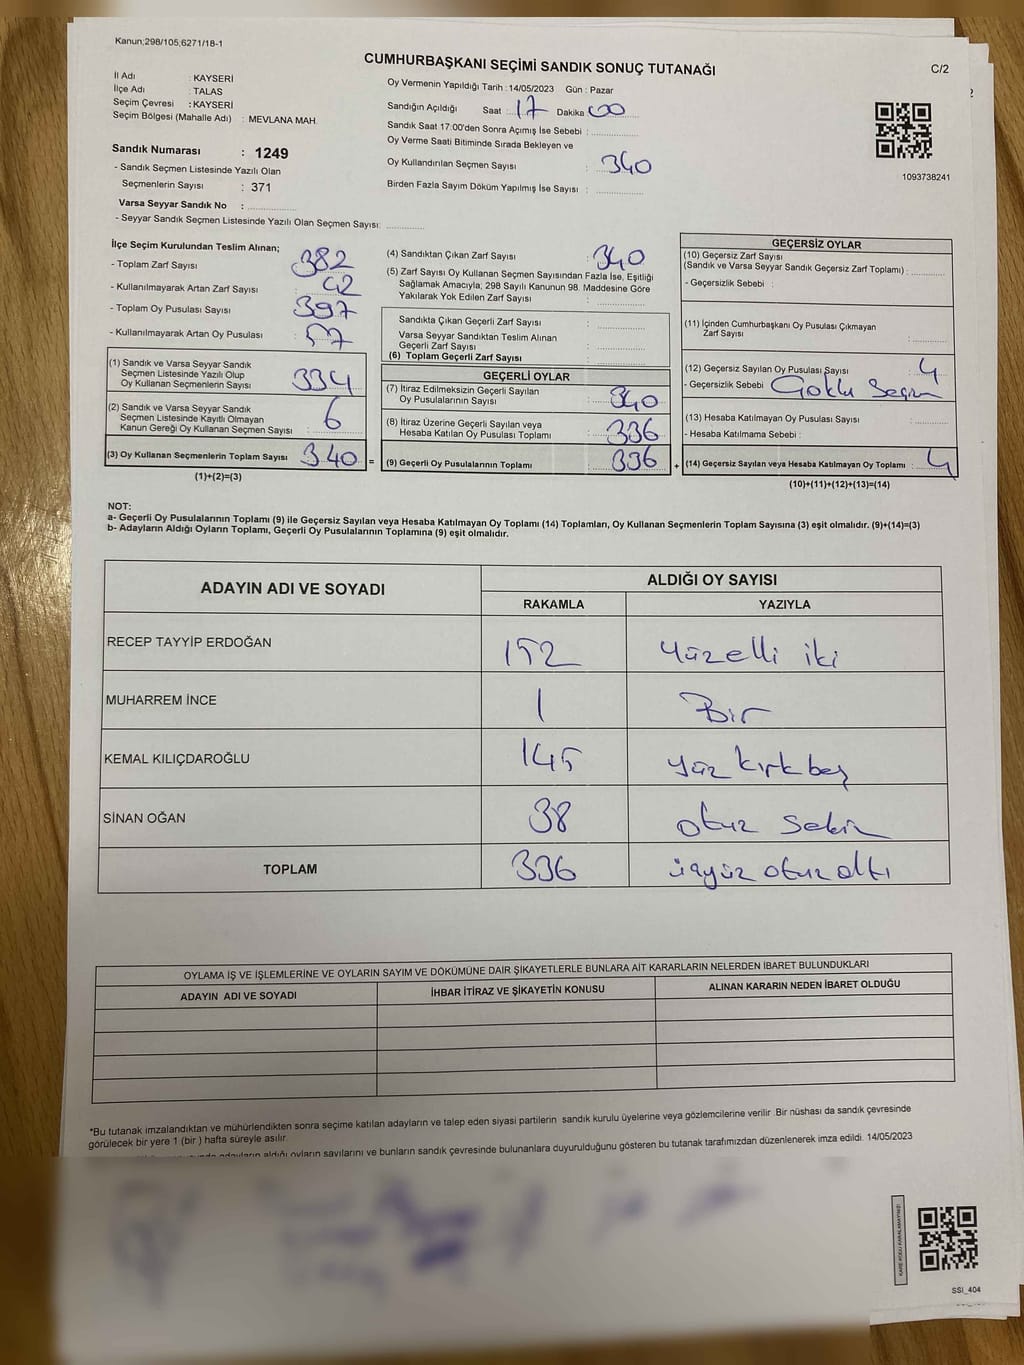 Kanun;298/105,6271/18-1
CUMHURBAŞKANI SEÇİMİ SANDIK SONUÇ TUTANAĞI
C/2
İl Adı : KAYSERİ
İlçe Adı : TALAS
Seçim Çevresi : KAYSERİ
Seçim Bölgesi (Mahalle Adı) : MEVLANA MAH.
Sandık Numarası : 1249
- Sandık Seçmen Listesinde Yazılı Olan
Seçmenlerin Sayısı : 371
Varsa Seyyar Sandık No :
- Seyyar Sandık Seçmen Listesinde Yazılı Olan Seçmen Sayısı:
Oy Vermenin Yapıldığı Tarih : 14/05/2023 Gün : Pazar
Sandığın Açıldığı Saat : 17 Dakika 00
Sandık Saat 17:00'den Sonra Açımış İse Sebebi :
Oy Verme Saati Bitiminde Sırada Bekleyen ve
Oy Kullandırılan Seçmen Sayısı : 340
Birden Fazla Sayım Döküm Yapılmış İse Sayısı :
1093738241
İlçe Seçim Kurulundan Teslim Alınan;
- Toplam Zarf Sayısı : 382
- Kullanılmayarak Artan Zarf Sayısı : 42
- Toplam Oy Pusulası Sayısı : 397
- Kullanılmayarak Artan Oy Pusulası : 57
(1) Sandık ve Varsa Seyyar Sandık
Seçmen Listesinde Yazılı Olup
Oy Kullanan Seçmenlerin Sayısı : 334
(2) Sandık ve Varsa Seyyar Sandık
Seçmen Listesinde Kayıtlı Olmayan
Kanun Gereği Oy Kullanan Seçmen Sayısı : 6
(3) Oy Kullanan Seçmenlerin Toplam Sayısı : 340 =
(1)+(2)=(3)
(4) Sandıktan Çıkan Zarf Sayısı : 340
(5) Zarf Sayısı Oy Kullanan Seçmen Sayısından Fazla İse, Eşitliği
Sağlamak Amacıyla; 298 Sayılı Kanunun 98. Maddesine Göre
Yakılarak Yok Edilen Zarf Sayısı :
Sandıkta Çıkan Geçerli Zarf Sayısı :
Varsa Seyyar Sandıktan Teslim Alınan
Geçerli Zarf Sayısı :
(6) Toplam Geçerli Zarf Sayısı :
GEÇERLİ OYLAR
(7) İtiraz Edilmeksizin Geçerli Sayılan
Oy Pusulalarının Sayısı : 340
(8) İtiraz Üzerine Geçerli Sayılan veya
Hesaba Katılan Oy Pusulası Toplamı : 336
(9) Geçerli Oy Pusulalarının Toplamı : 336 +
GEÇERSİZ OYLAR
(10) Geçersiz Zarf Sayısı
(Sandık ve Varsa Seyyar Sandık Geçersiz Zarf Toplamı) :
- Geçersizlik Sebebi :
(11) İçinden Cumhurbaşkanı Oy Pusulası Çıkmayan
Zarf Sayısı :
(12) Geçersiz Sayılan Oy Pusulası Sayısı : 4
- Geçersizlik Sebebi : Çoklu Seçim
(13) Hesaba Katılmayan Oy Pusulası Sayısı :
- Hesaba Katılmama Sebebi :
(14) Geçersiz Sayılan veya Hesaba Katılmayan Oy Toplamı : 4
(10)+(11)+(12)+(13)=(14)
NOT:
a- Geçerli Oy Pusulalarının Toplamı (9) ile Geçersiz Sayılan veya Hesaba Katılmayan Oy Toplamı (14) Toplamları, Oy Kullanan Seçmenlerin Toplam Sayısına (3) eşit olmalıdır. (9)+(14)=(3)
b- Adayların Aldığı Oyların Toplamı, Geçerli Oy Pusulalarının Toplamına (9) eşit olmalıdır.
ADAYIN ADI VE SOYADI ALDIĞI OY SAYISI
RAKAMLA YAZIYLA
RECEP TAYYİP ERDOĞAN 152 Yüzelli iki
MUHARREM İNCE 1 Bir
KEMAL KILIÇDAROĞLU 145 yüz kırk beş
SİNAN OĞAN 38 otuz sekiz
TOPLAM 336 üçyüz otuz altı
OYLAMA İŞ VE İŞLEMLERİNE VE OYLARIN SAYIM VE DÖKÜMÜNE DAİR ŞİKAYETLERLE BUNLARA AİT KARARLARIN NELERDEN İBARET BULUNDUKLARI
ADAYIN ADI VE SOYADI İHBAR İTİRAZ VE ŞİKAYETİN KONUSU ALINAN KARARIN NEDEN İBARET OLDUĞU
*Bu tutanak imzalandıktan ve mühürlendikten sonra seçime katılan adayların ve talep eden siyasi partilerin sandık kurulu üyelerine veya gözlemcilerine verilir. Bir nüshası da sandık çevresinde
görülecek bir yere 1 (bir ) hafta süreyle asılır.
adayların aldığı oyların sayılarını ve bunların sandık çevresinde bulunanlara duyurulduğunu gösteren bu tutanak tarafımızdan düzenlenerek imza edildi. 14/05/2023
SSI_404